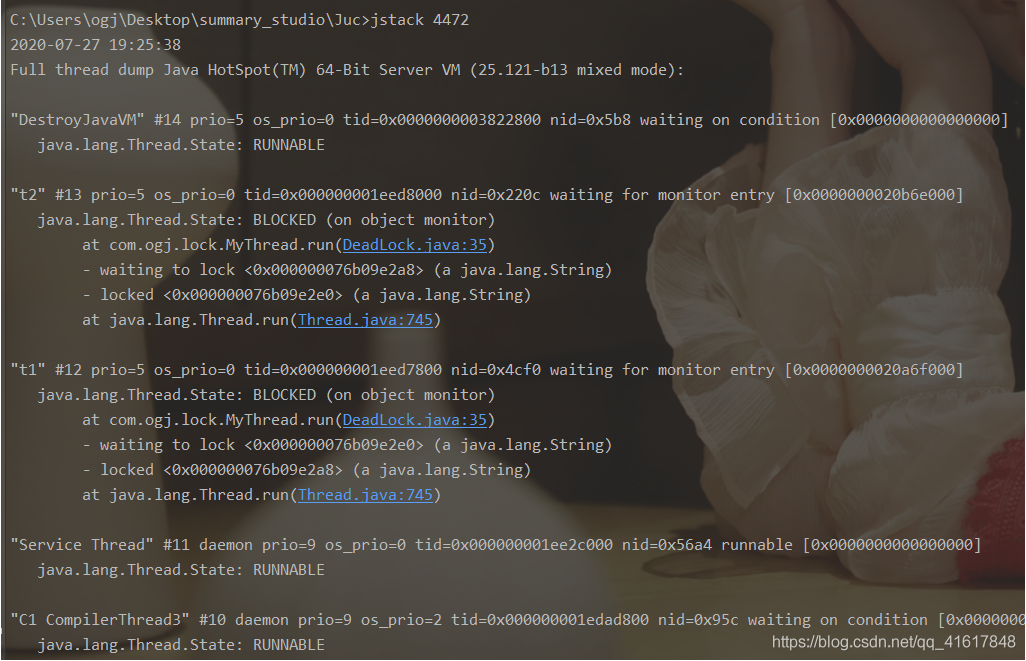 C:\Users\ogj\Desktop\summary_studio\Juc>jstack 4472
2020-07-27 19:25:38
Full thread dump Java HotSpot(TM) 64-Bit Server VM (25.121-b13 mixed mode):
"DestroyJavaVM" #14 prio=5 os_prio=0 tid=0x0000000003822800 nid=0x5b8 waiting on condition [0x0000000000000000]
java.lang.Thread.State: RUNNABLE
"t2" #13 prio=5 os_prio=0 tid=0x000000001eed8000 nid=0x220c waiting for monitor entry [0x0000000020b6e000]
java.lang.Thread.State: BLOCKED (on object monitor)
at com.ogj.lock.MyThread.run(DeadLock.java:35)
- waiting to lock <0x000000076b09e2a8> (a java.lang.String)
- locked <0x000000076b09e2e0> (a java.lang.String)
at java.lang.Thread.run(Thread.java:745)
"t1" #12 prio=5 os_prio=0 tid=0x000000001eed7800 nid=0x4cf0 waiting for monitor entry [0x0000000020a6f000]
java.lang.Thread.State: BLOCKED (on object monitor)
at com.ogj.lock.MyThread.run(DeadLock.java:35)
- waiting to lock <0x000000076b09e2e0> (a java.lang.String)
- locked <0x000000076b09e2a8> (a java.lang.String)
at java.lang.Thread.run(Thread.java:745)
"Service Thread" #11 daemon prio=9 os_prio=0 tid=0x000000001ee2c000 nid=0x56a4 runnable [0x0000000000000000]
java.lang.Thread.State: RUNNABLE
"C1 CompilerThread3" #10 daemon prio=9 os_prio=2 tid=0x000000001edad800 nid=0x95c waiting on condition [0x0000000
java.lang.Thread.State: RUNNABLE
https://blog.csdn.net/qq_41617848